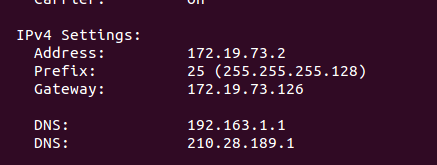 IPv4 Settings:
Address: 172.19.73.2
Prefix: 25 (255.255.255.128)
Gateway: 172.19.73.126
DNS: 192.163.1.1
DNS: 210.28.189.1